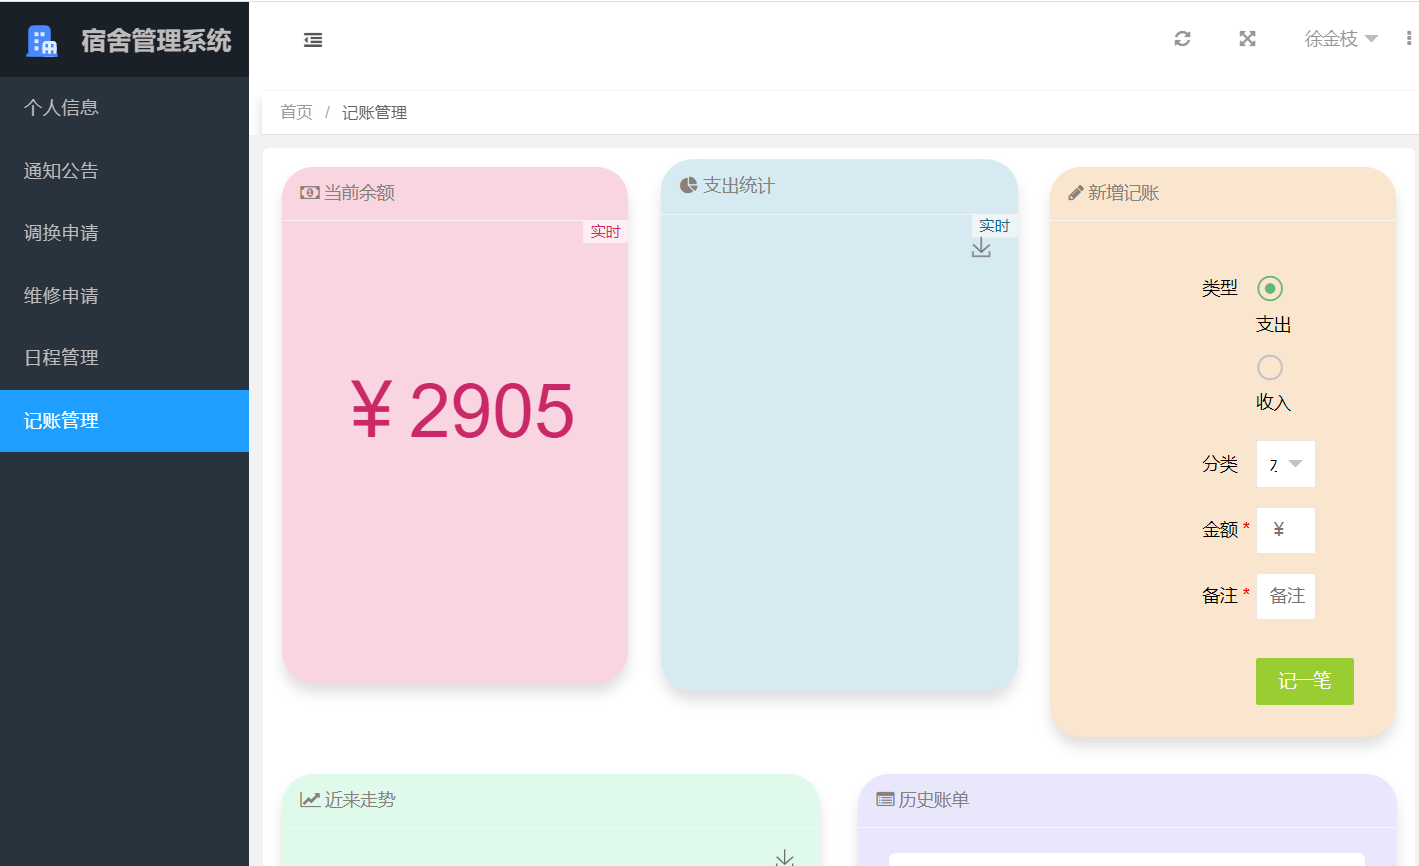 宿舍管理系统
徐金枝
个人信息
通知公告
调换申请
维修申请
日程管理
记账管理
首页 / 记账管理
当前余额
实时
¥ 2905
支出统计
实时
新增记账
类型
支出
收入
分类
金额 * ¥
备注 * 备注
记一笔
近来走势
历史账单